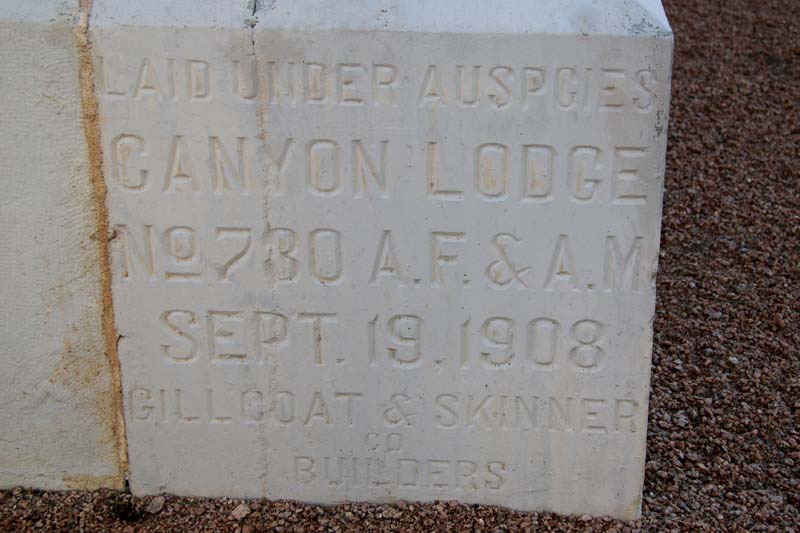 LAID UNDER AUSPCIES
CANYON LODGE
No 730 A.F. & A.M
SEPT. 19, 1908
GILLCOAT & SKINNER
CO
BUILDERS